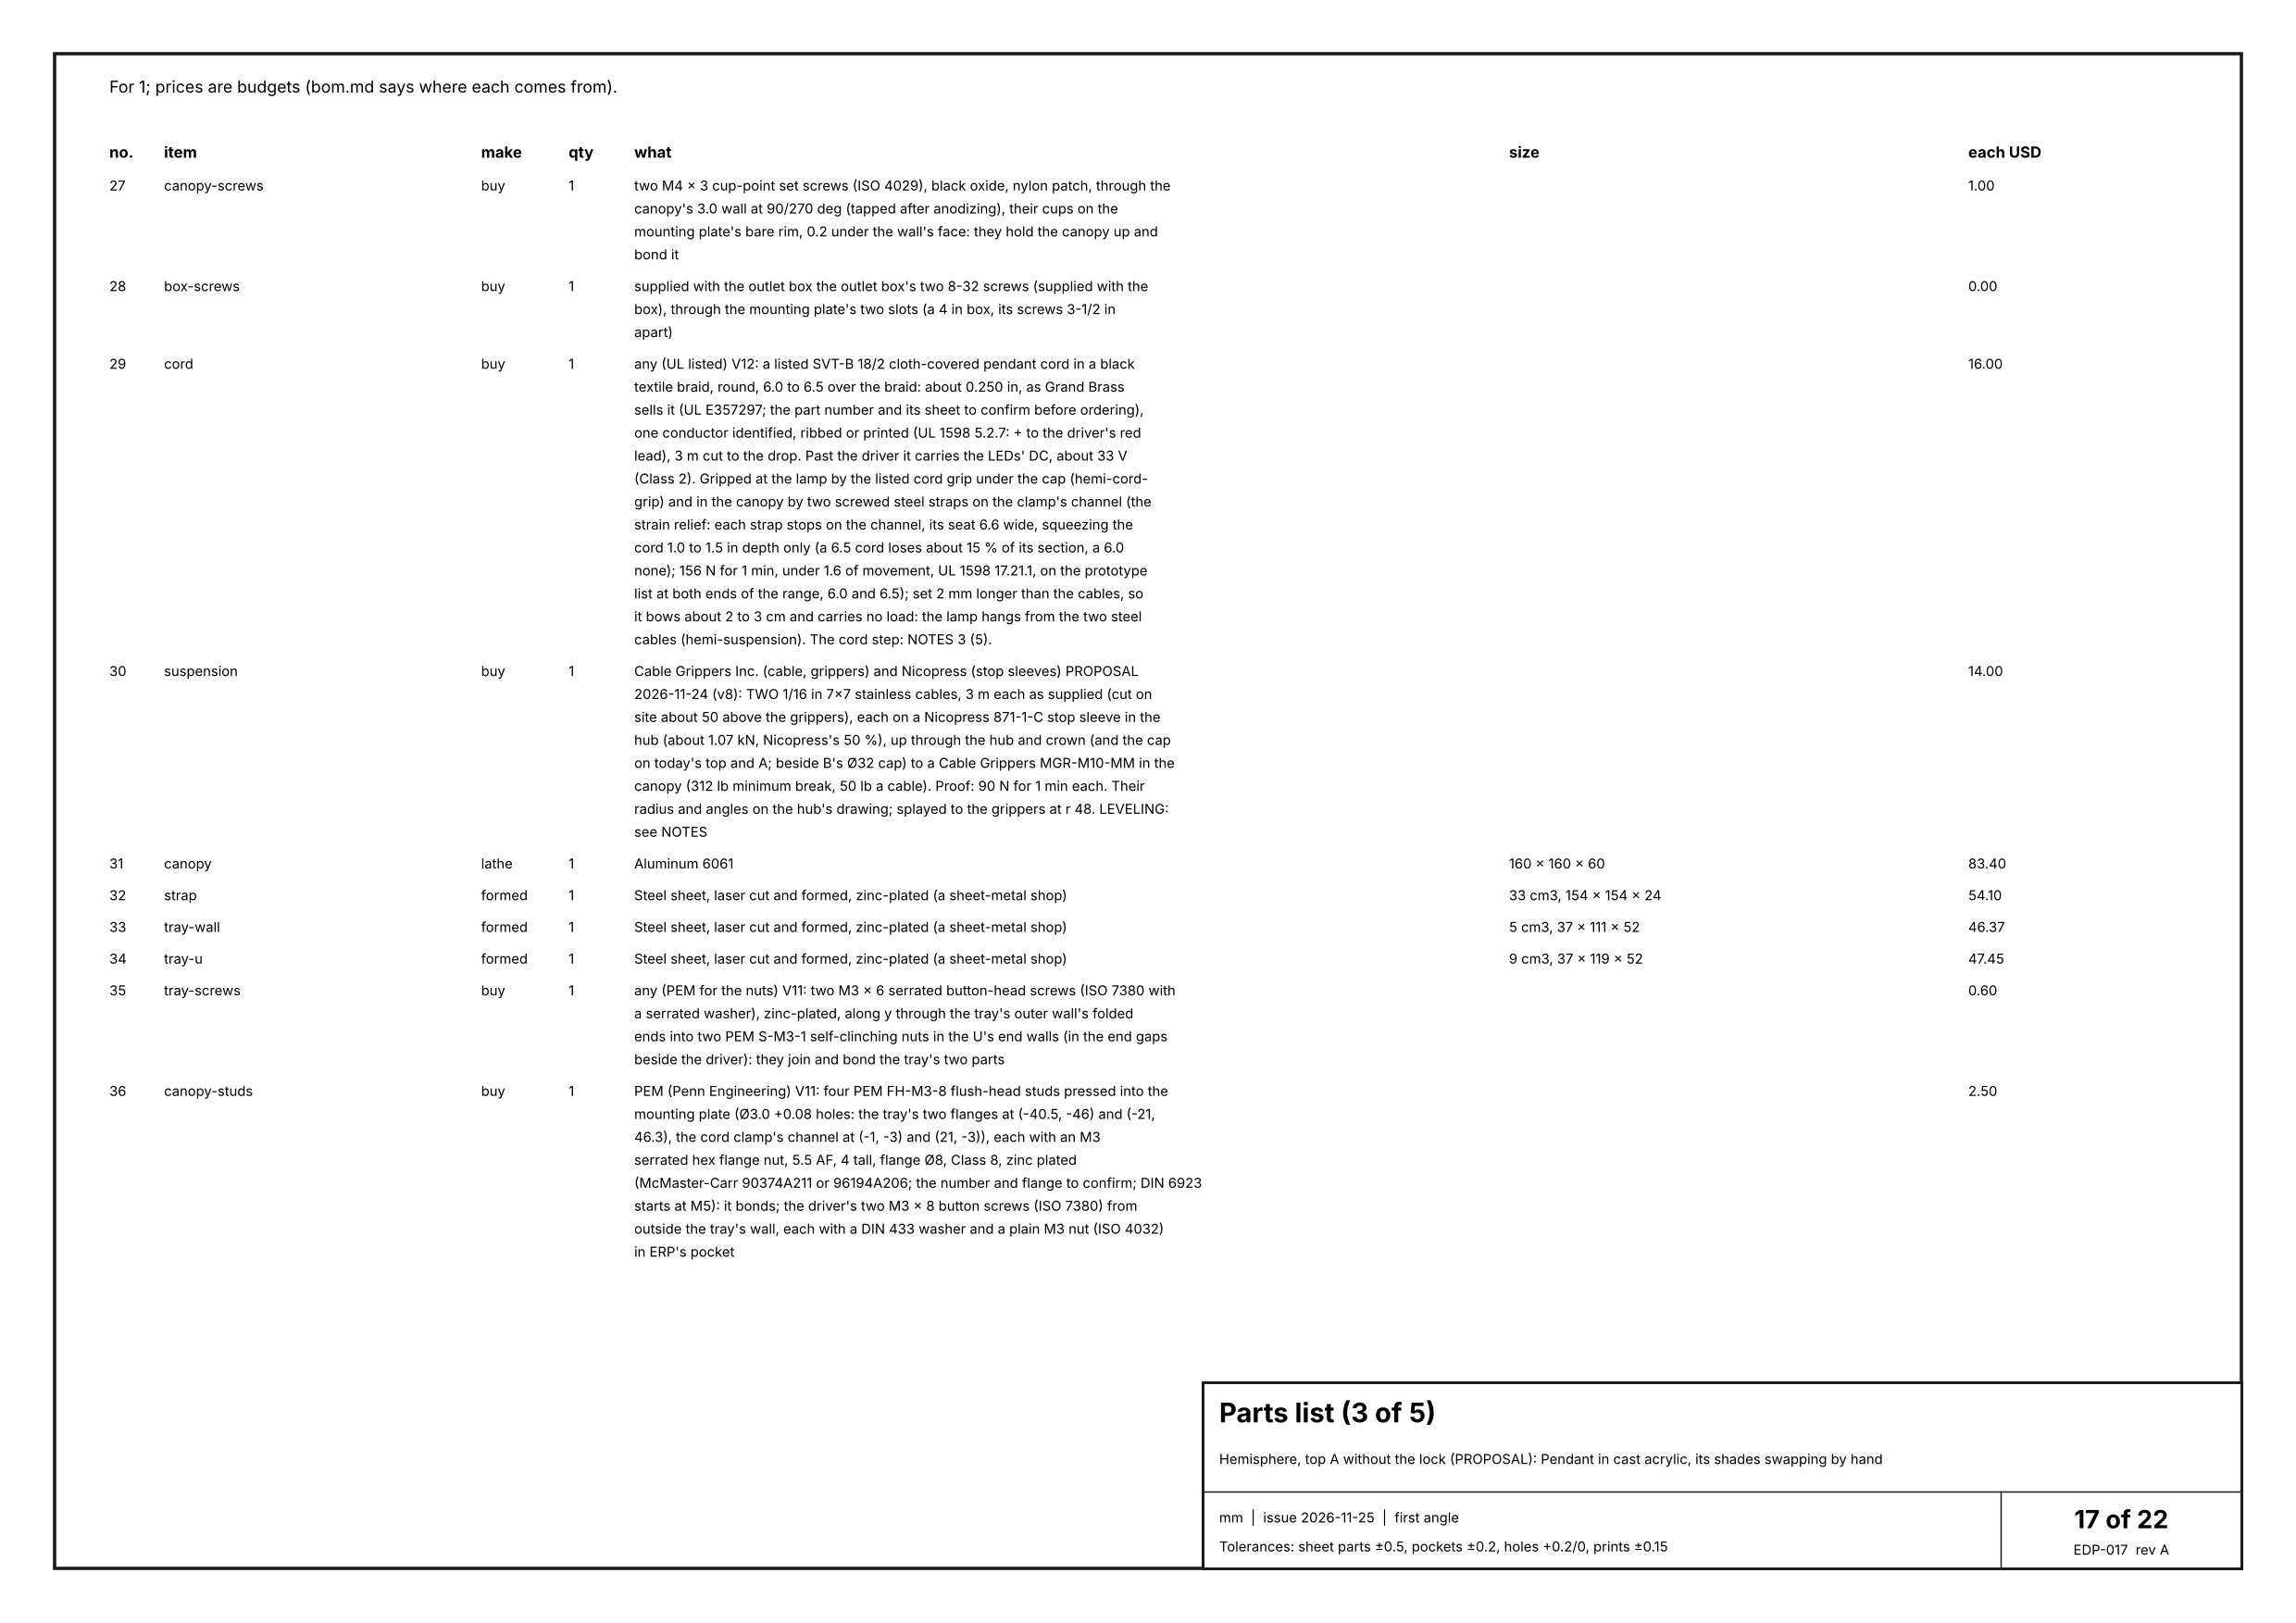 For 1; prices are budgets (bom.md says where each comes from).
no. item make qty what size each USD
27 canopy-screws buy 1 two M4 × 3 cup-point set screws (ISO 4029), black oxide, nylon patch, through the 1.00
canopy's 3.0 wall at 90/270 deg (tapped after anodizing), their cups on the
mounting plate's bare rim, 0.2 under the wall's face: they hold the canopy up and
bond it
28 box-screws buy 1 supplied with the outlet box the outlet box's two 8-32 screws (supplied with the 0.00
box), through the mounting plate's two slots (a 4 in box, its screws 3-1/2 in
apart)
29 cord buy 1 any (UL listed) V12: a listed SVT-B 18/2 cloth-covered pendant cord in a black 16.00
textile braid, round, 6.0 to 6.5 over the braid: about 0.250 in, as Grand Brass
sells it (UL E357297; the part number and its sheet to confirm before ordering),
one conductor identified, ribbed or printed (UL 1598 5.2.7: + to the driver's red
lead), 3 m cut to the drop. Past the driver it carries the LEDs' DC, about 33 V
(Class 2). Gripped at the lamp by the listed cord grip under the cap (hemi-cord-
grip) and in the canopy by two screwed steel straps on the clamp's channel (the
strain relief: each strap stops on the channel, its seat 6.6 wide, squeezing the
cord 1.0 to 1.5 in depth only (a 6.5 cord loses about 15 % of its section, a 6.0
none); 156 N for 1 min, under 1.6 of movement, UL 1598 17.21.1, on the prototype
list at both ends of the range, 6.0 and 6.5); set 2 mm longer than the cables, so
it bows about 2 to 3 cm and carries no load: the lamp hangs from the two steel
cables (hemi-suspension). The cord step: NOTES 3 (5).
30 suspension buy 1 Cable Grippers Inc. (cable, grippers) and Nicopress (stop sleeves) PROPOSAL 14.00
2026-11-24 (v8): TWO 1/16 in 7×7 stainless cables, 3 m each as supplied (cut on
site about 50 above the grippers), each on a Nicopress 871-1-C stop sleeve in the
hub (about 1.07 kN, Nicopress's 50 %), up through the hub and crown (and the cap
on today's top and A; beside B's Ø32 cap) to a Cable Grippers MGR-M10-MM in the
canopy (312 lb minimum break, 50 lb a cable). Proof: 90 N for 1 min each. Their
radius and angles on the hub's drawing; splayed to the grippers at r 48. LEVELING:
see NOTES
31 canopy lathe 1 Aluminum 6061 160 × 160 × 60 83.40
32 strap formed 1 Steel sheet, laser cut and formed, zinc-plated (a sheet-metal shop) 33 cm3, 154 × 154 × 24 54.10
33 tray-wall formed 1 Steel sheet, laser cut and formed, zinc-plated (a sheet-metal shop) 5 cm3, 37 × 111 × 52 46.37
34 tray-u formed 1 Steel sheet, laser cut and formed, zinc-plated (a sheet-metal shop) 9 cm3, 37 × 119 × 52 47.45
35 tray-screws buy 1 any (PEM for the nuts) V11: two M3 × 6 serrated button-head screws (ISO 7380 with 0.60
a serrated washer), zinc-plated, along y through the tray's outer wall's folded
ends into two PEM S-M3-1 self-clinching nuts in the U's end walls (in the end gaps
beside the driver): they join and bond the tray's two parts
36 canopy-studs buy 1 PEM (Penn Engineering) V11: four PEM FH-M3-8 flush-head studs pressed into the 2.50
mounting plate (Ø3.0 +0.08 holes: the tray's two flanges at (-40.5, -46) and (-21,
46.3), the cord clamp's channel at (-1, -3) and (21, -3)), each with an M3
serrated hex flange nut, 5.5 AF, 4 tall, flange Ø8, Class 8, zinc plated
(McMaster-Carr 90374A211 or 96194A206; the number and flange to confirm; DIN 6923
starts at M5): it bonds; the driver's two M3 × 8 button screws (ISO 7380) from
outside the tray's wall, each with a DIN 433 washer and a plain M3 nut (ISO 4032)
in ERP's pocket
Parts list (3 of 5)
Hemisphere, top A without the lock (PROPOSAL): Pendant in cast acrylic, its shades swapping by hand
mm | issue 2026-11-25 | first angle
Tolerances: sheet parts ±0.5, pockets ±0.2, holes +0.2/0, prints ±0.15
17 of 22
EDP-017 rev A